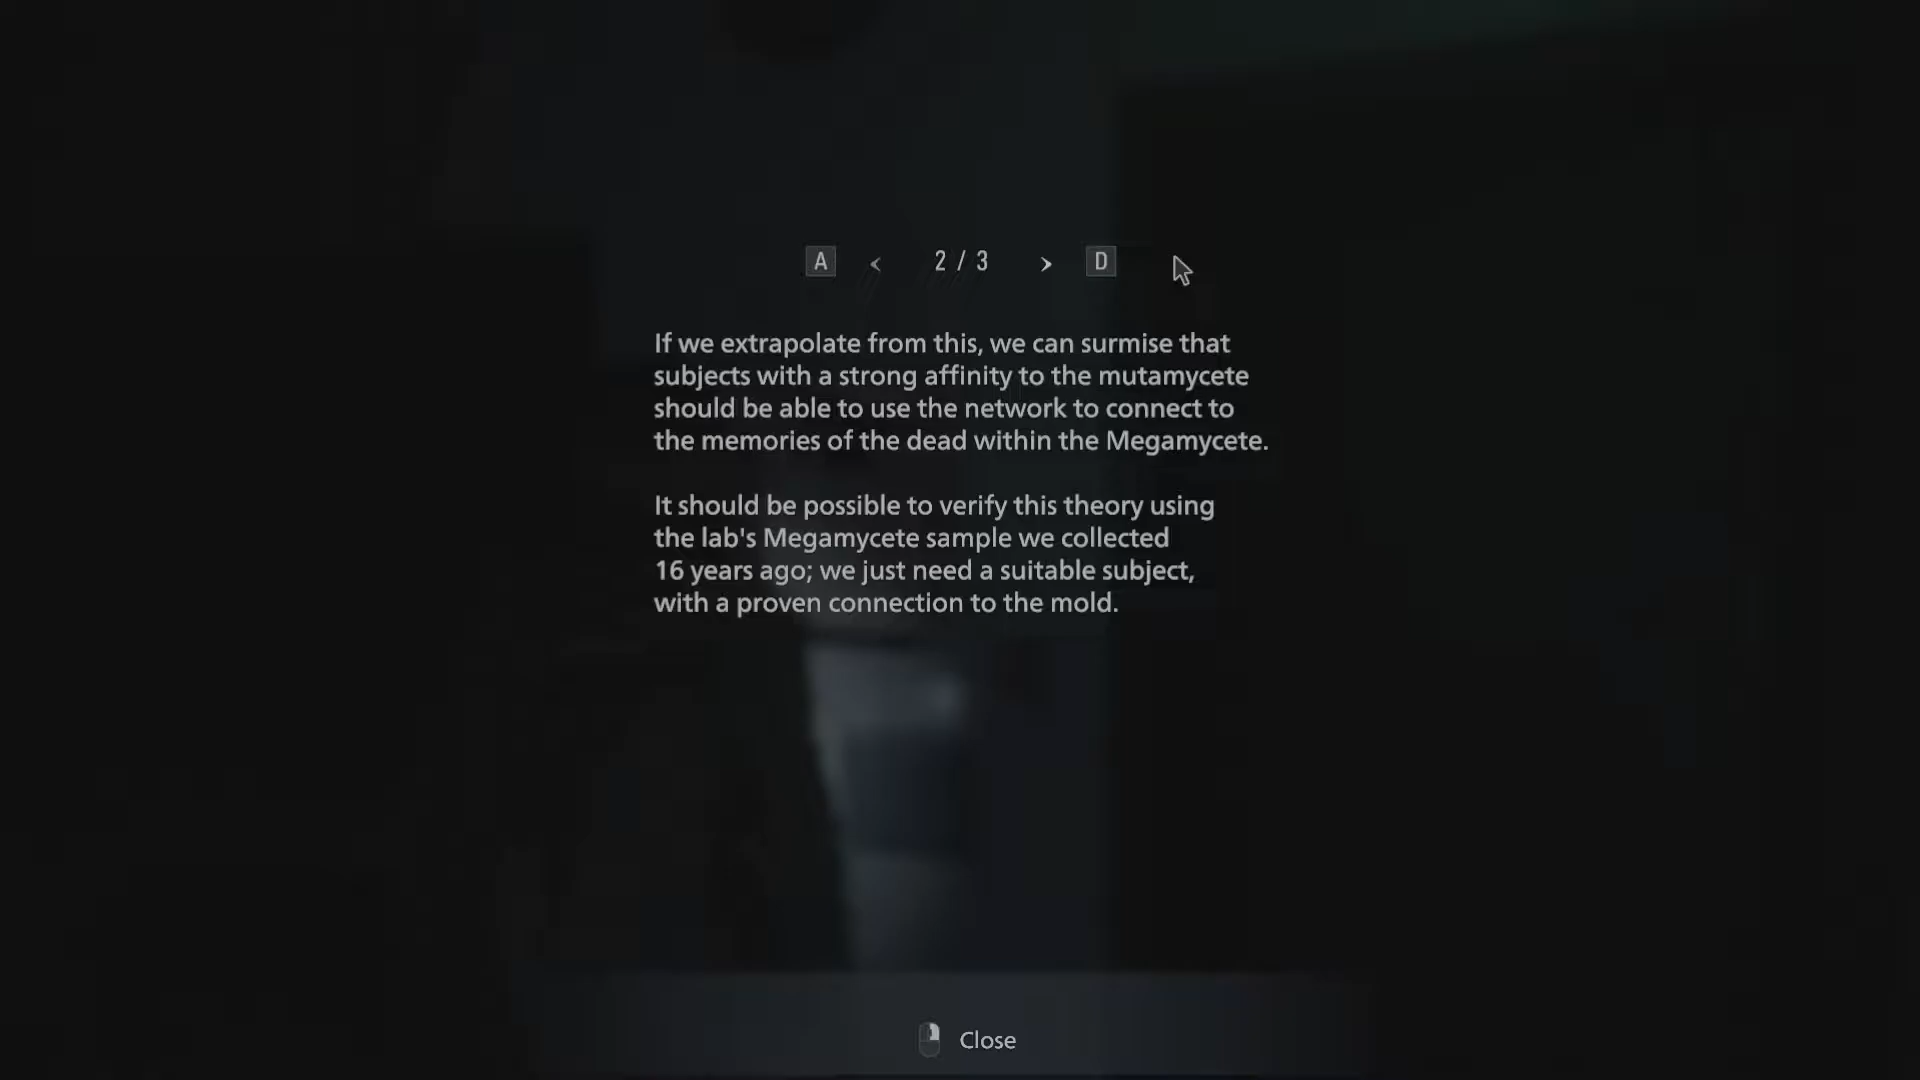 A < 2 / 3 > D
If we extrapolate from this, we can surmise that
subjects with a strong affinity to the mutamycete
should be able to use the network to connect to
the memories of the dead within the Megamycete.
It should be possible to verify this theory using
the lab's Megamycete sample we collected
16 years ago; we just need a suitable subject,
with a proven connection to the mold.
Close